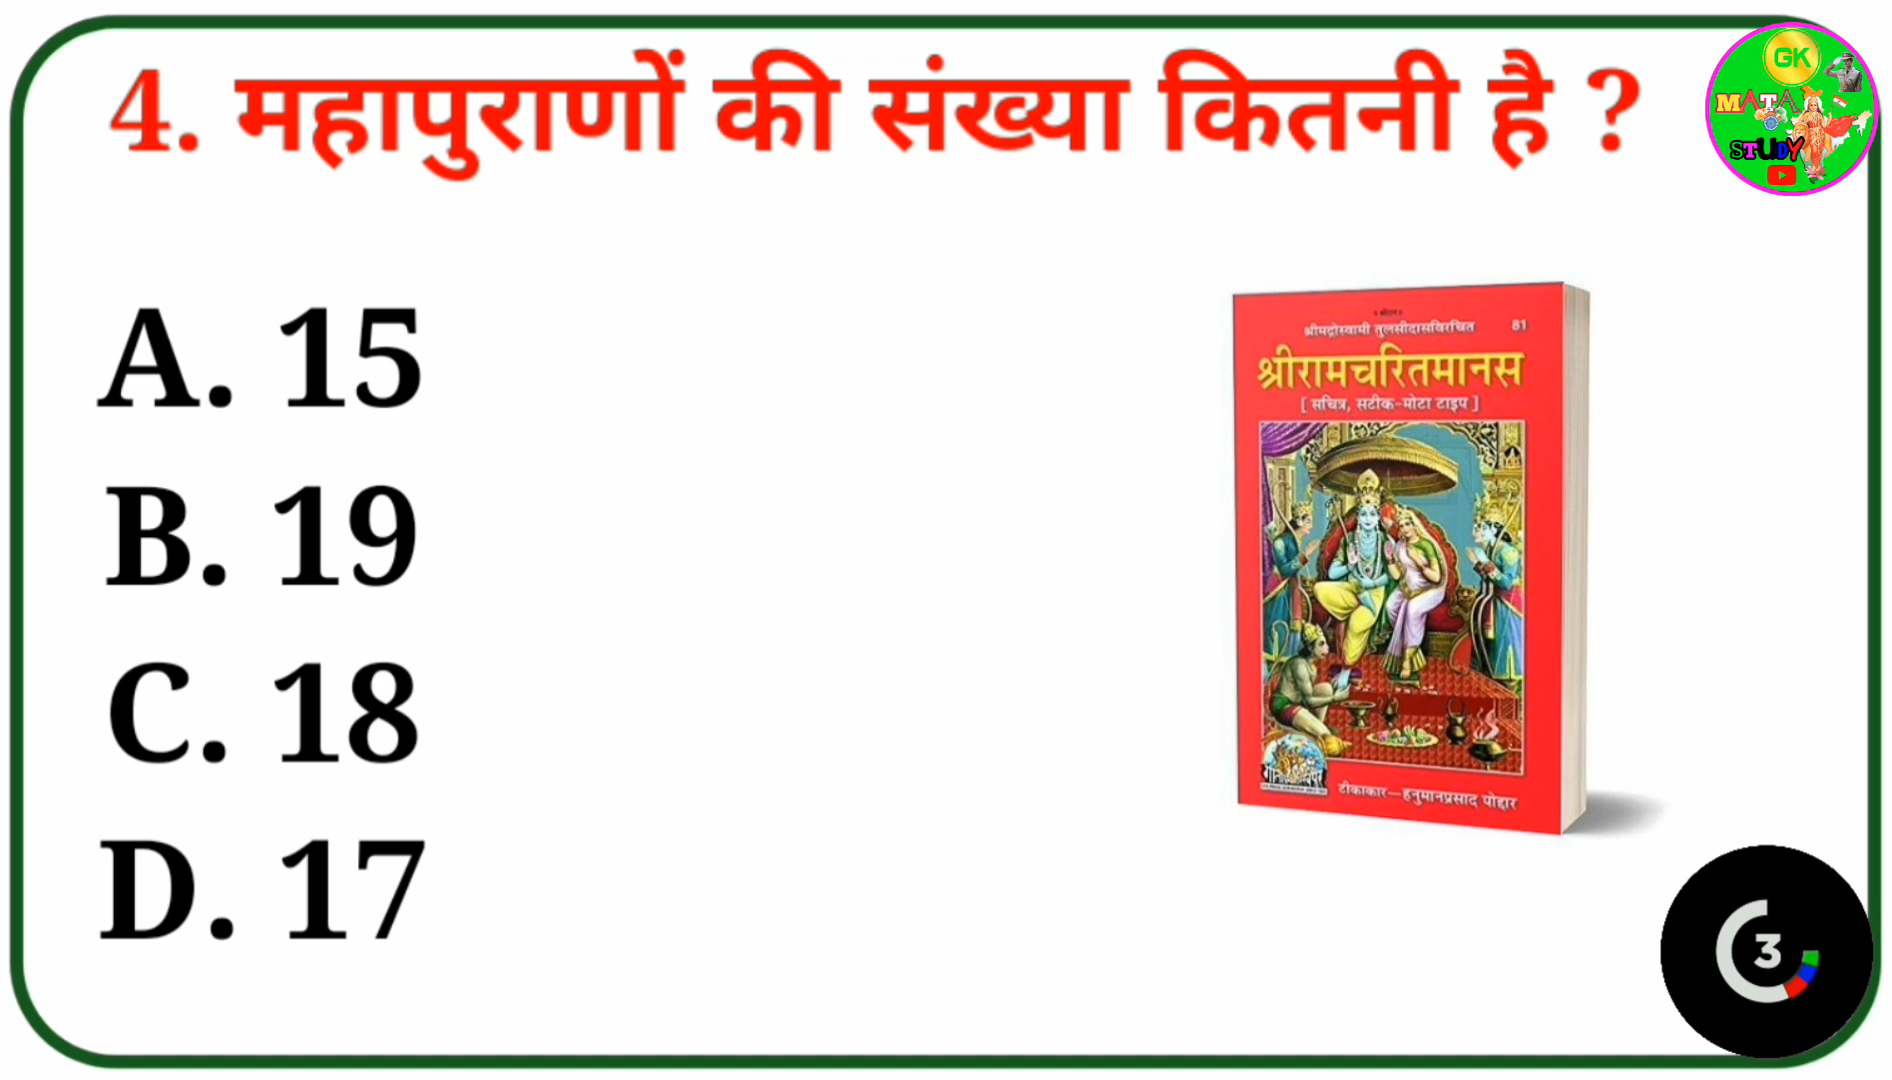 4. महापुराणों की संख्या कितनी है ?
GK
MATA
STUDY
A. 15
B. 19
C. 18
D. 17
श्रीमद्गोस्वामी तुलसीदासविरचित 81
श्रीरामचरितमानस
[ सचित्र, सटीक-मोटा टाइप ]
टीकाकार—हनुमानप्रसाद पोद्दार
3